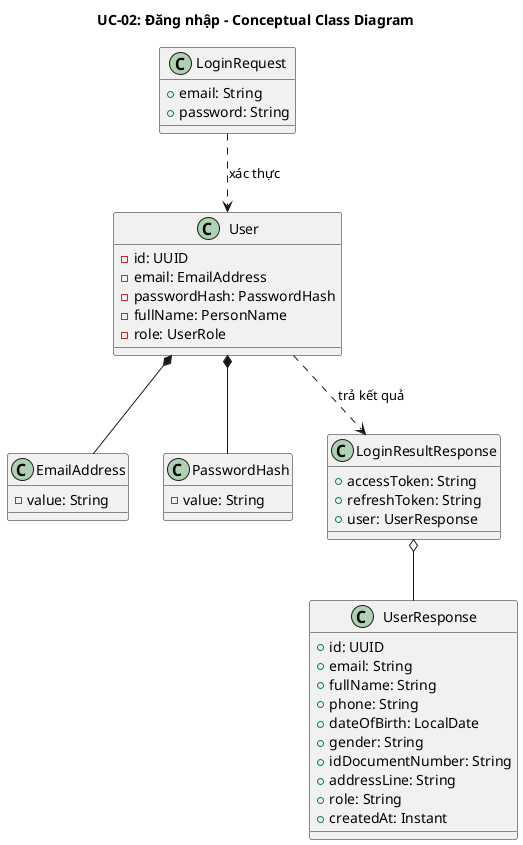 UC-02: Đăng nhập - Conceptual Class Diagram
C LoginRequest
email: String
password: String
xác thực
C User
id: UUID
email: EmailAddress
passwordHash: PasswordHash
fullName: PersonName
role: UserRole
trả kết quả
C EmailAddress
value: String
C PasswordHash
value: String
C LoginResultResponse
accessToken: String
refreshToken: String
user: UserResponse
C UserResponse
id: UUID
email: String
fullName: String
phone: String
dateOfBirth: LocalDate
gender: String
idDocumentNumber: String
addressLine: String
role: String
createdAt: Instant